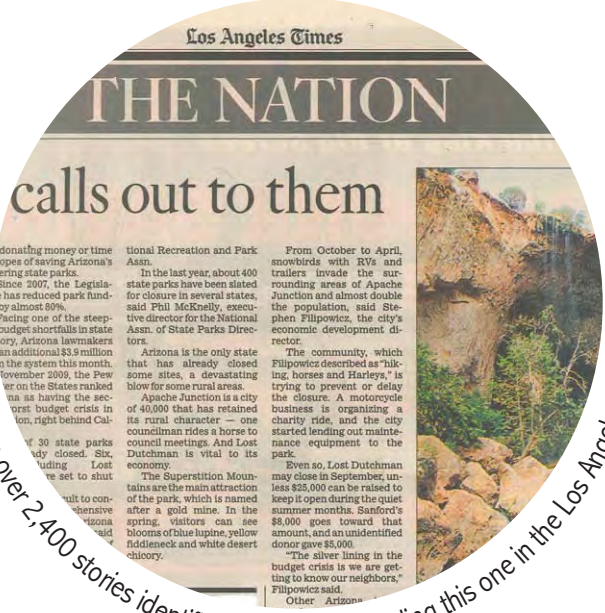 Los Angeles Times
THE NATION
calls out to them
donating money or time
opes of saving Arizona's
ering state parks.
Since 2007, the Legisla-
e has reduced park fund-
by almost 80%.
Facing one of the steep-
budget shortfalls in state
ory, Arizona lawmakers
an additional $3.9 million
m the system this month.
November 2009, the Pew
er on the States ranked
na as having the sec-
orst budget crisis in
ion, right behind Cal-
of 30 state parks
ady closed. Six,
luding Lost
re set to shut
cult to con-
ehensive
rizona
said
tional Recreation and Park
Assn.
In the last year, about 400
state parks have been slated
for closure in several states,
said Phil McKnelly, execu-
tive director for the National
Assn. of State Parks Direc-
tors.
Arizona is the only state
that has already closed
some sites, a devastating
blow for some rural areas.
Apache Junction is a city
of 40,000 that has retained
its rural character — one
councilman rides a horse to
council meetings. And Lost
Dutchman is vital to its
economy.
The Superstition Moun-
tains are the main attraction
of the park, which is named
after a gold mine. In the
spring, visitors can see
blooms of blue lupine, yellow
fiddleneck and white desert
chicory.
From October to April,
snowbirds with RVs and
trailers invade the sur-
rounding areas of Apache
Junction and almost double
the population, said Ste-
phen Filipowicz, the city's
economic development di-
rector.
The community, which
Filipowicz described as "hik-
ing, horses and Harleys," is
trying to prevent or delay
the closure. A motorcycle
business is organizing a
charity ride, and the city
started lending out mainte-
nance equipment to the
park.
Even so, Lost Dutchman
may close in September, un-
less $25,000 can be raised to
keep it open during the quiet
summer months. Sanford's
$8,000 goes toward that
amount, and an unidentified
donor gave $5,000.
"The silver lining in the
budget crisis is we are get-
ting to know our neighbors,"
Filipowicz said.
Other Arizona
over 2,400 stories identi
ding this one in the Los Ang